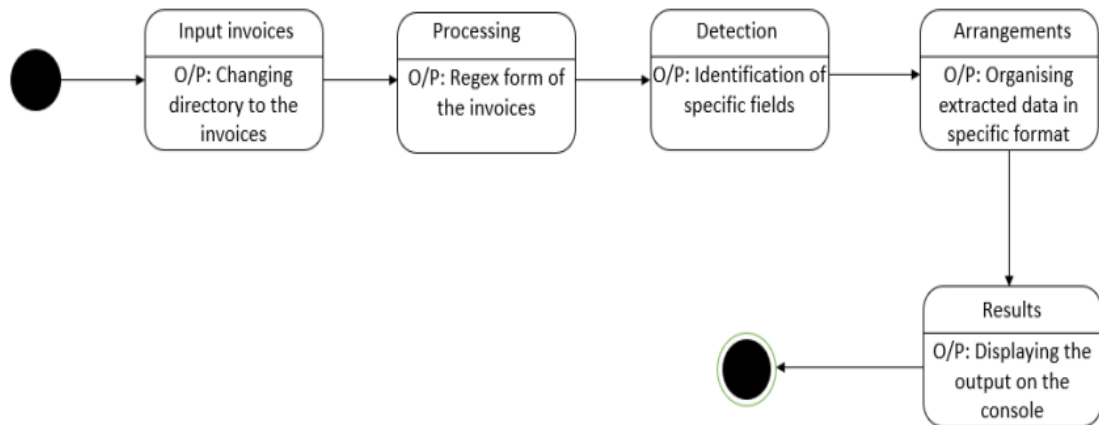 Input invoices
O/P: Changing
directory to the
invoices
Processing
O/P: Regex form of
the invoices
Detection
O/P: Identification of
specific fields
Arrangements
O/P: Organising
extracted data in
specific format
Results
O/P: Displaying the
output on the
console